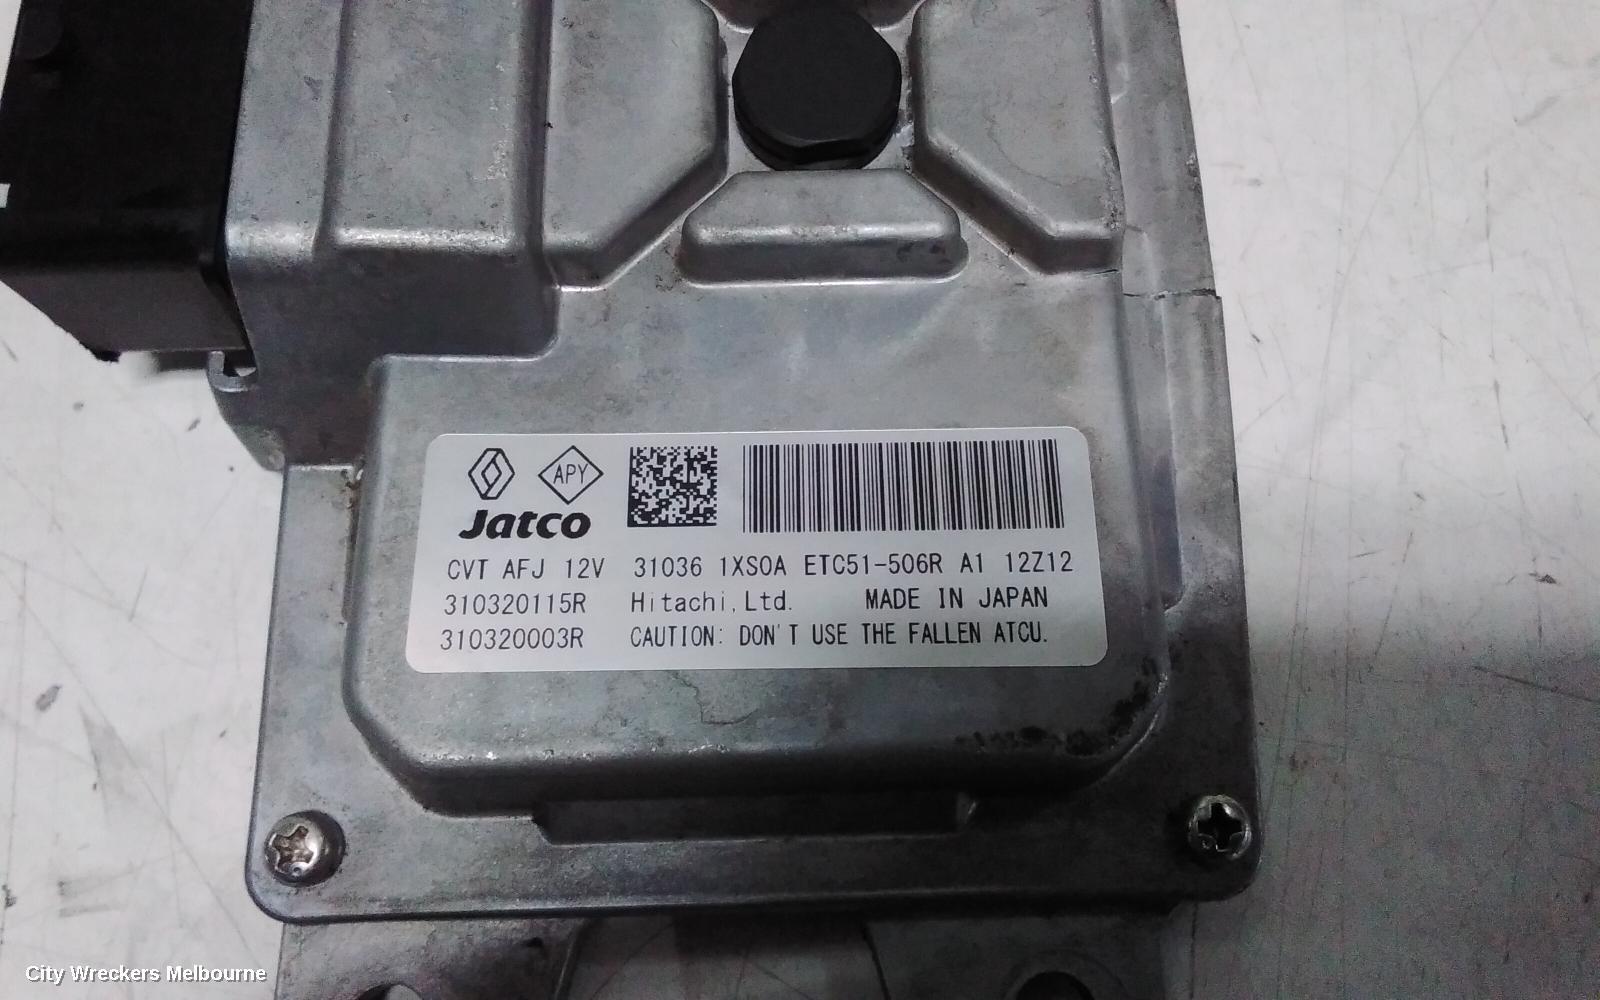 APY
Jatco
CVT AFJ 12V 31036 1XS0A ETC51-506R A1 12Z12
310320115R Hitachi,Ltd. MADE IN JAPAN
310320003R CAUTION: DON'T USE THE FALLEN ATCU.
City Wreckers Melbourne